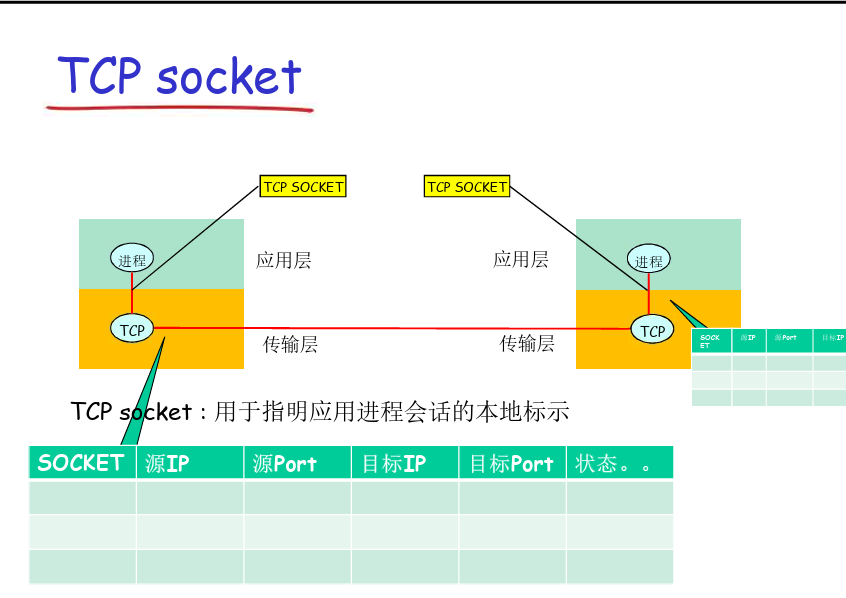 TCP socket
TCP SOCKET
TCP SOCKET
进程
应用层
应用层
进程
TCP
传输层
传输层
TCP
SOCK
ET
源IP
源Port
目标IP
TCP socket：用于指明应用进程会话的本地标示
SOCKET 源IP 源Port 目标IP 目标Port 状态。。